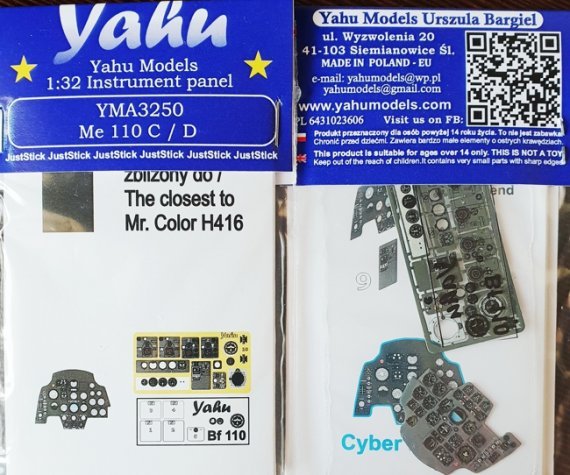 Yahu
Yahu Models
1:32 Instrument panel
YMA3250
Me 110 C / D
JustStick JustStick JustStick JustStick JustStick JustStick
zbliżony do /
The closest to
Mr. Color H416
Yahu
Bf 110
Yahu Models Urszula Bargiel
ul. Wyzwolenia 20
41-103 Siemianowice Śl.
MADE IN POLAND - EU
e-mail: yahumodels@wp.pl
yahumodels@gmail.com
www.yahumodels.com
PL 6431023606 Visit us on FB:
Produkt przeznaczony dla osób powyżej 14 roku życia. To nie jest zabawka
Chronić przed dziećmi. Zawiera bardzo małe elementy o ostrych krawędziach.
This product is suitable for ages over 14 only. THIS IS NOT A TOY
Keep out of the reach of children.It contains very small parts with sharp edges
end
9
Cyber